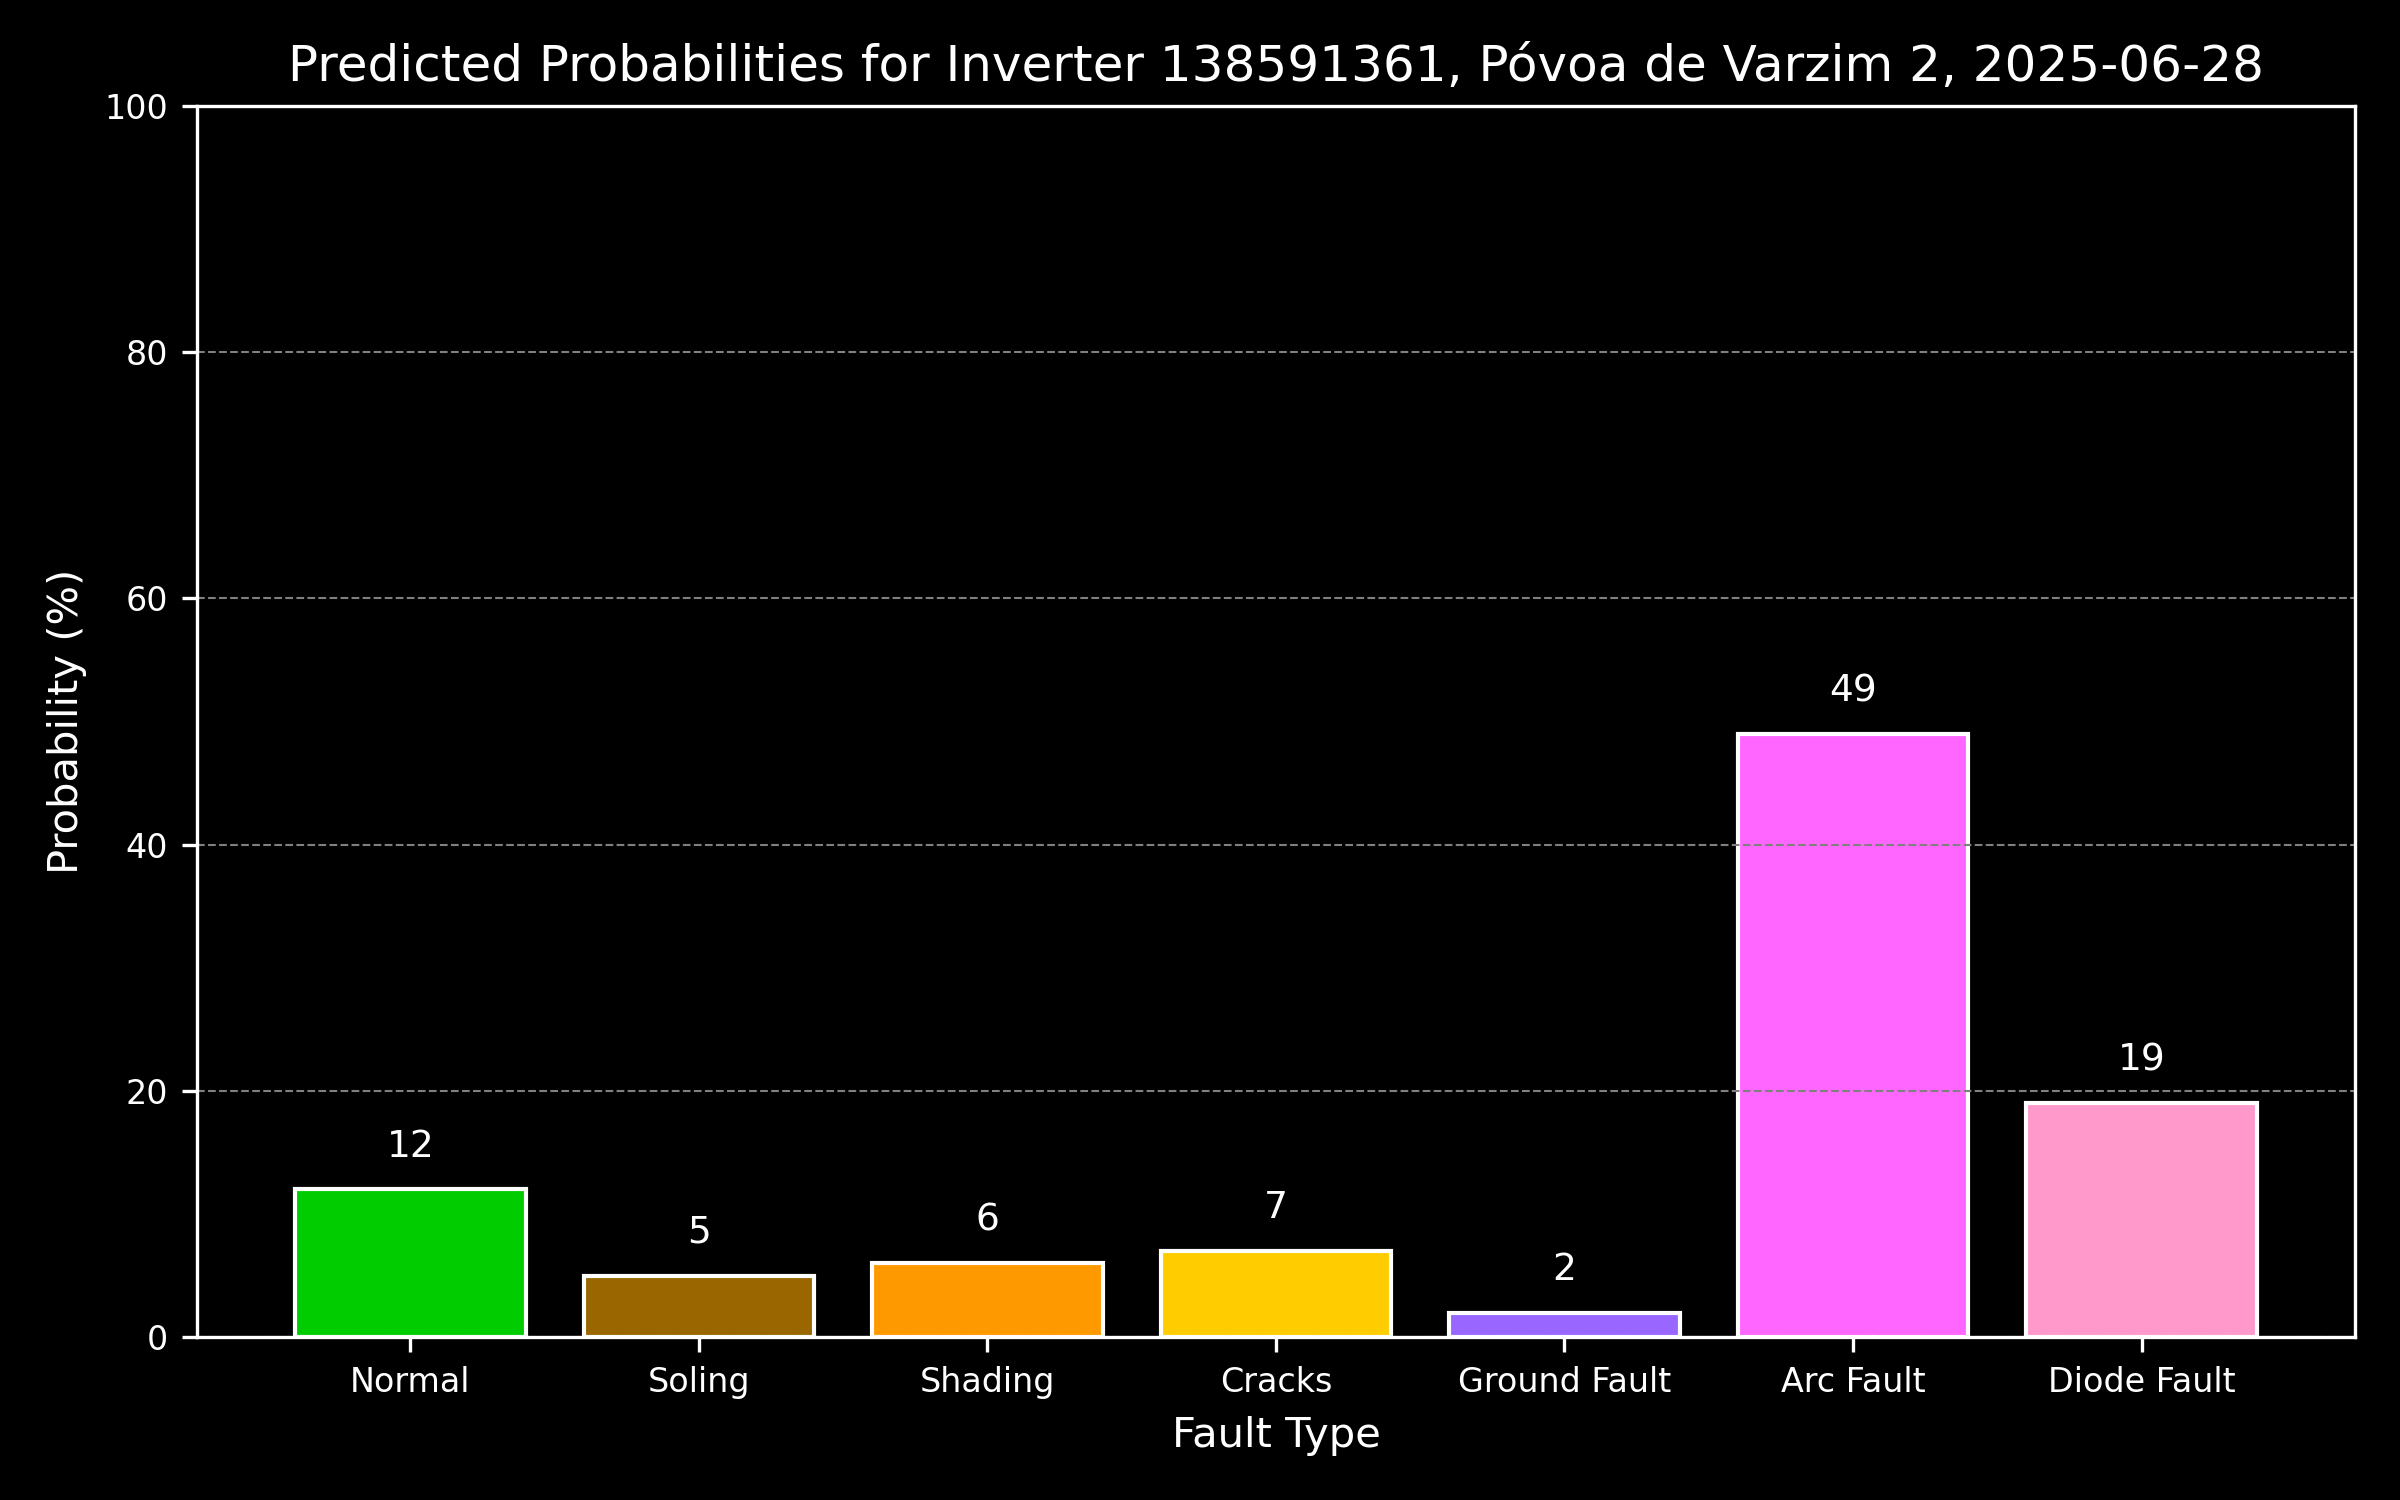 Predicted Probabilities for Inverter 138591361, Póvoa de Varzim 2, 2025-06-28
100
80
60
40
20
0
Probability (%)
12
5
6
7
2
49
19
Normal
Soling
Shading
Cracks
Ground Fault
Arc Fault
Diode Fault
Fault Type